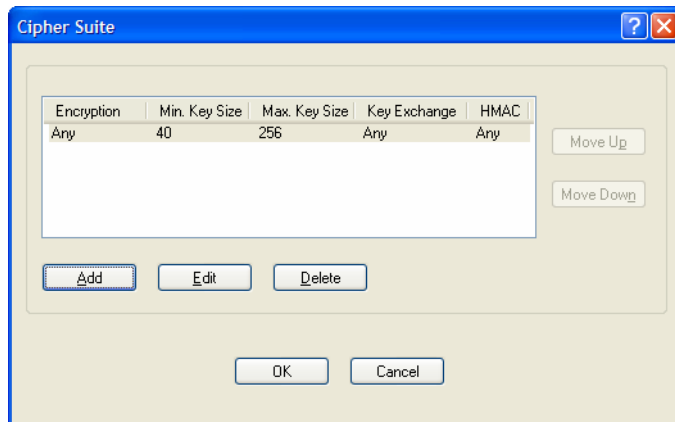 Cipher Suite
Encryption Min. Key Size Max. Key Size Key Exchange HMAC
Any 40 256 Any Any
Move Up
Move Down
Add Edit Delete
OK Cancel